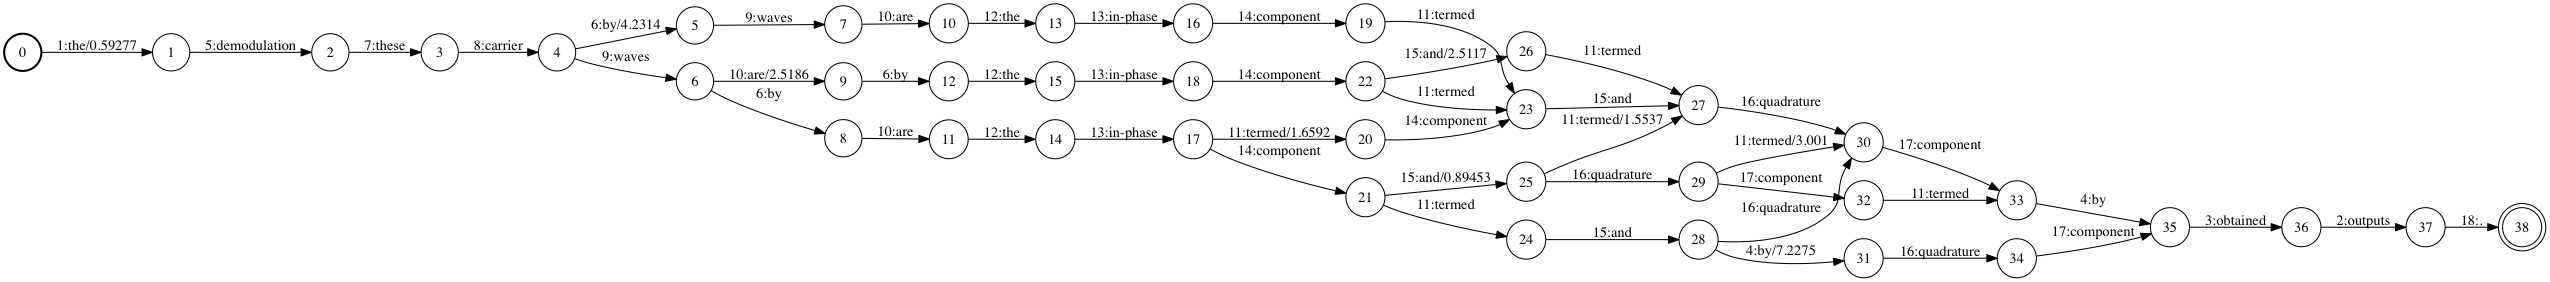 6:by/4.2314 5 9:waves 7 10:are 10 12:the 13 13:in-phase 16 14:component 19 11:termed
0 1:the/0.59277 1 5:demodulation 2 7:these 3 8:carrier 4
15:and/2.5117 26 11:termed
9:waves 6 10:are/2.5186 9 6:by 12 12:the 15 13:in-phase 18 14:component 22
6:by 11:termed 23 15:and 27 16:quadrature
8 10:are 11 12:the 14 13:in-phase 17 11:termed/1.6592 20 14:component 11:termed/1.5537
14:component 11:termed/3.001 30 17:component
21 15:and/0.89453 25 16:quadrature 29 17:component 32 11:termed 33 4:by
11:termed 24 15:and 28 16:quadrature
4:by/7.2275 31 16:quadrature 34 17:component 35 3:obtained 36 2:outputs 37 18:. 38